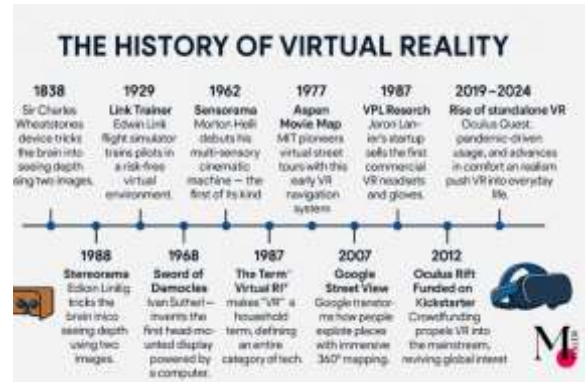 THE HISTORY OF VIRTUAL REALITY
1838
Sir Charles
Wheatstones
device tricks
the brain into
seeing depth
sing two images.
1929
Link Trainer
Edwin Link
flight simulator
trains pilots in
a risk-free
virtual
environment.
1962
Sensorama
Morton Heili
debuts his
multi-sensory
cinematic
machine — the
first of its kind
1977
Aspen
Movie Map
MIT pioneers
virtual street
tours with this
early VR
navigation
system
1987
VPL Reserch
Jaron Lan-
ier's startup
sells the first
commercial
VR headsets
and gloves.
2019–2024
Rise of standalone VR
Oculus Quest,
pandemic-driven
usage, and advances
in comfort an realism
push VR into everyday
life.
1988
Stereorama
tricks the
brain mico
seeing depth
using two
images.
1968
Sword of
Damocles
Ivan Sutherl—
invents the
first head-mo
unted display
powered by
a computer.
1987
The Term"
Virtual RI"
makes "VR" a
household
term, defining
an entire
category of tech.
2007
Google
Street View
Google transfor-
ms how people
explote places
with immersive
360° mapping.
2012
Oculus Rift
Funded on
Kickstarter
Crowdfunding
propels VR into
the mainstream,
reviving global interest
M